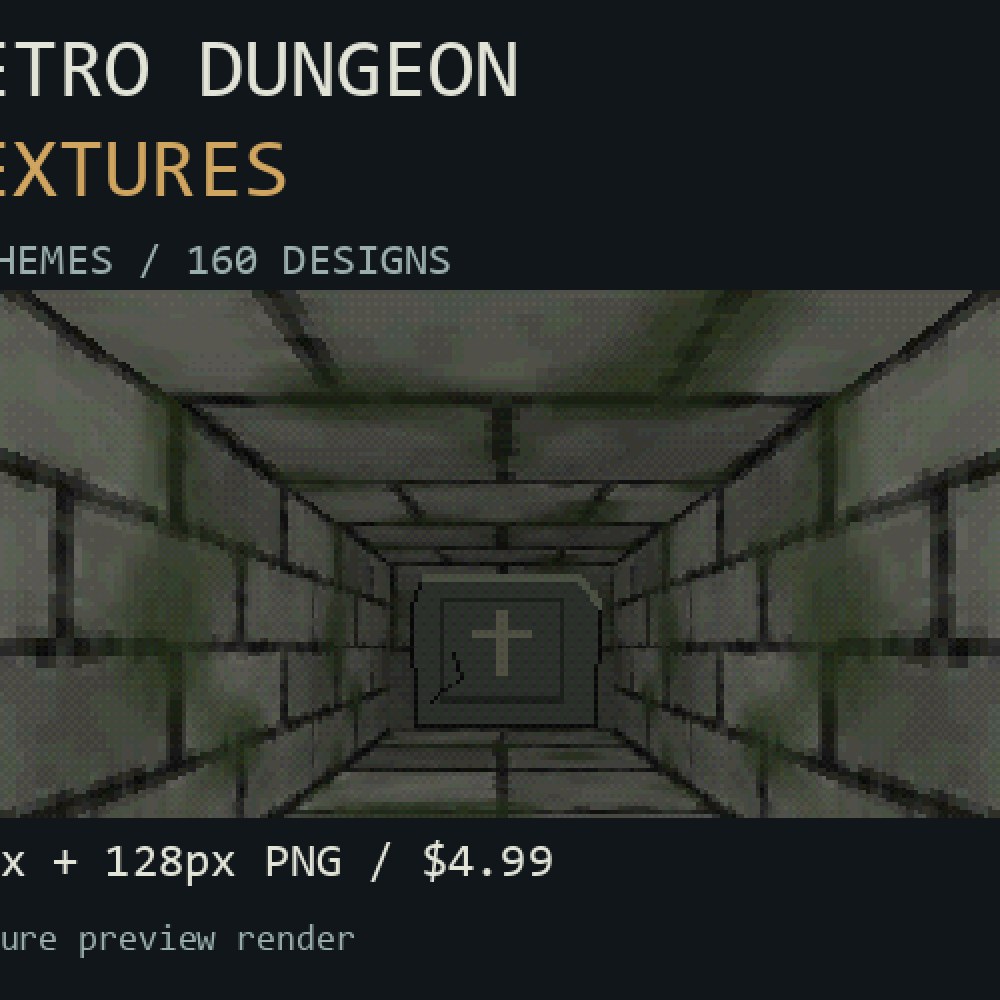 ETRO DUNGEON
EXTURES
HEMES / 160 DESIGNS
x + 128px PNG / $4.99
ure preview render